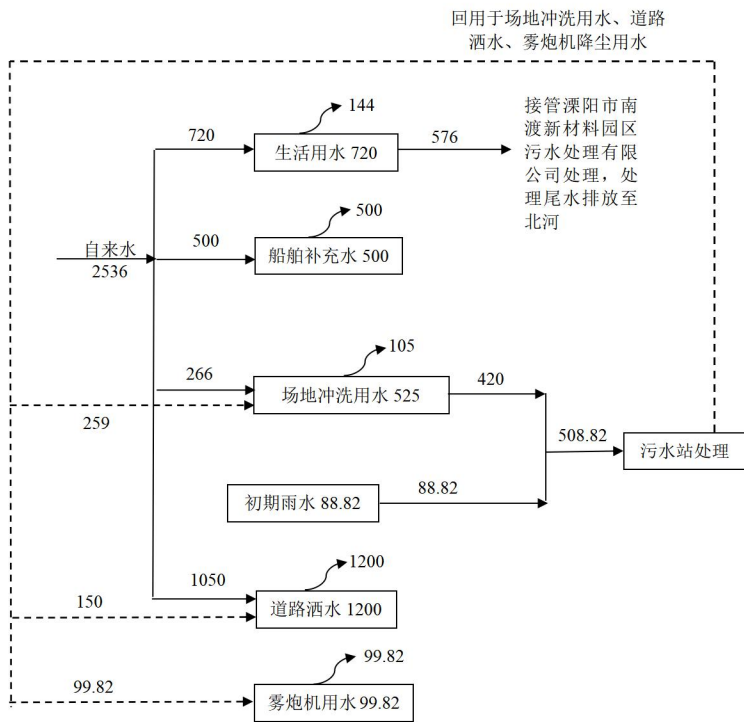 回用于场地冲洗用水、道路
洒水、雾炮机降尘用水
144
720
生活用水 720
576
接管溧阳市南
渡新材料园区
污水处理有限
公司处理，处
理尾水排放至
北河
500
自来水
2536
500
船舶补充水 500
105
266
场地冲洗用水 525
420
259
508.82
污水站处理
初期雨水 88.82
88.82
1200
1050
道路洒水 1200
150
99.82
99.82
雾炮机用水 99.82